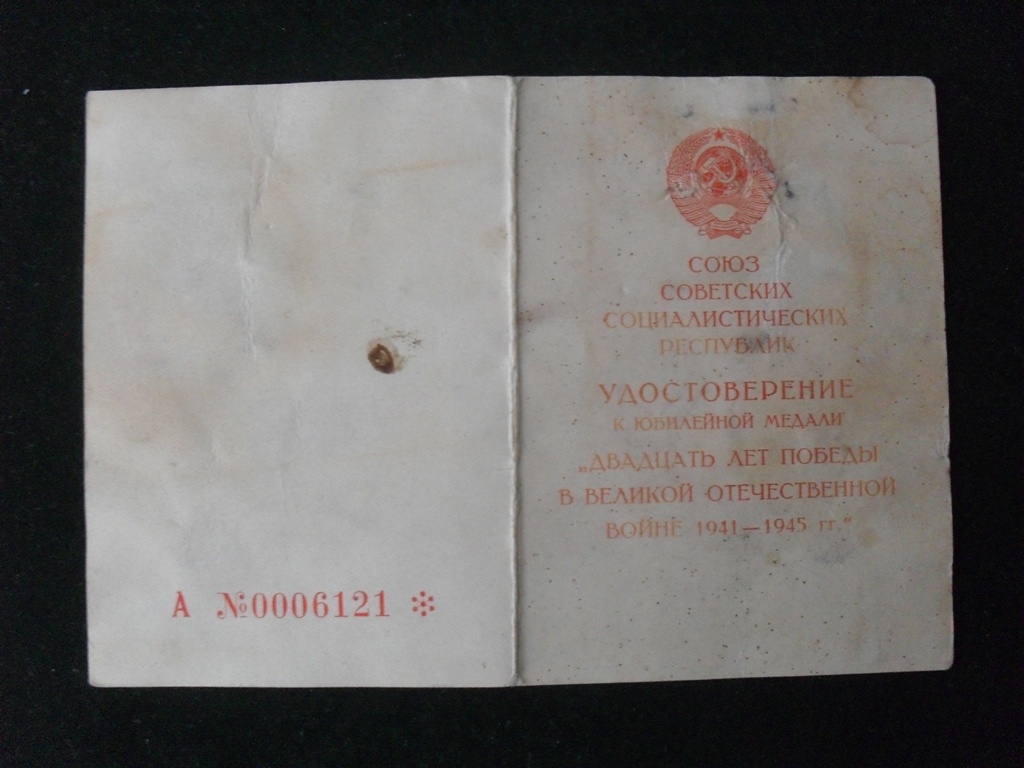 А №0006121 *
СОЮЗ
СОВЕТСКИХ
СОЦИАЛИСТИЧЕСКИХ
РЕСПУБЛИК
УДОСТОВЕРЕНИЕ
К ЮБИЛЕЙНОЙ МЕДАЛИ
„ДВАДЦАТЬ ЛЕТ ПОБЕДЫ
В ВЕЛИКОЙ ОТЕЧЕСТВЕННОЙ
ВОЙНЕ 1941—1945 гг.“